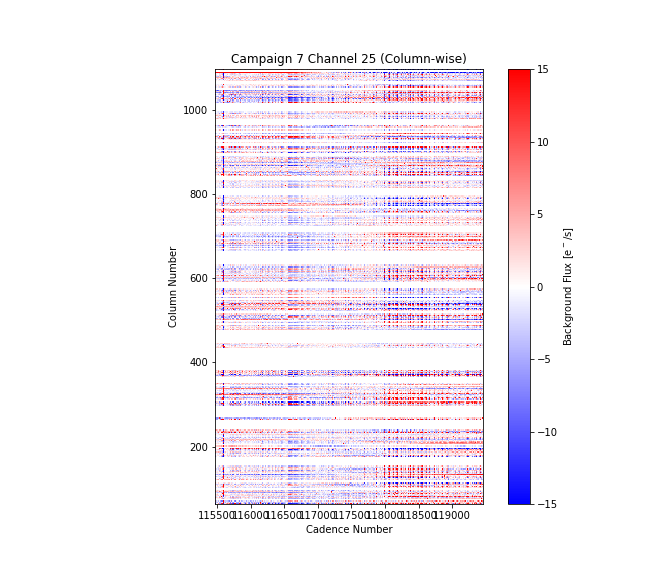 Campaign 7 Channel 25 (Column-wise)
1000
800
600
400
200
Column Number
115500 116000 116500 117000 117500 118000 118500 119000
Cadence Number
15
10
5
0
−5
−10
−15
Background Flux [e⁻/s]